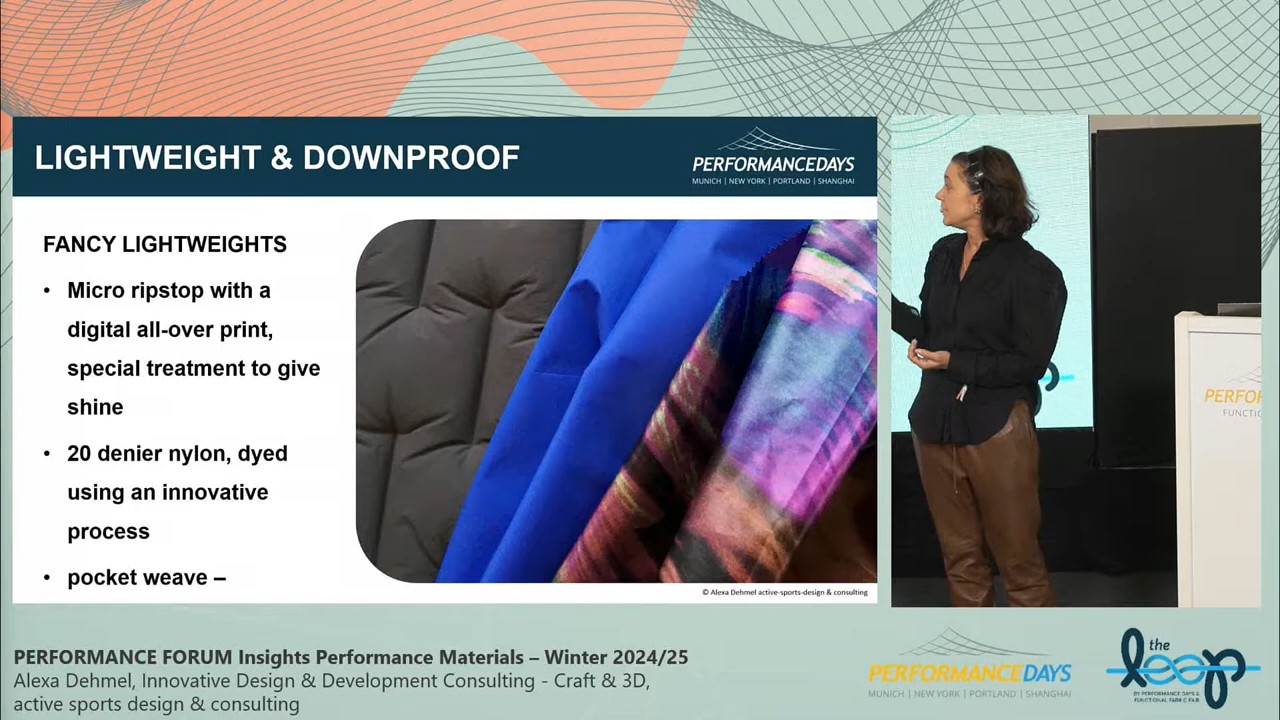 LIGHTWEIGHT & DOWNPROOF
PERFORMANCEDAYS
MUNICH | NEW YORK | PORTLAND | SHANGHAI
FANCY LIGHTWEIGHTS
• Micro ripstop with a
digital all-over print,
special treatment to give
shine
• 20 denier nylon, dyed
using an innovative
process
• pocket weave –
© Alexa Dehmel active-sports-design & consulting
PERFO
FUNCTIO
PERFORMANCE FORUM Insights Performance Materials – Winter 2024/25
Alexa Dehmel, Innovative Design & Development Consulting - Craft & 3D,
active sports design & consulting
PERFORMANCEDAYS
MUNICH | NEW YORK | PORTLAND | SHANGHAI
the
loop
BY PERFORMANCE DAYS &
FUNCTIONAL FABRIC FAIR